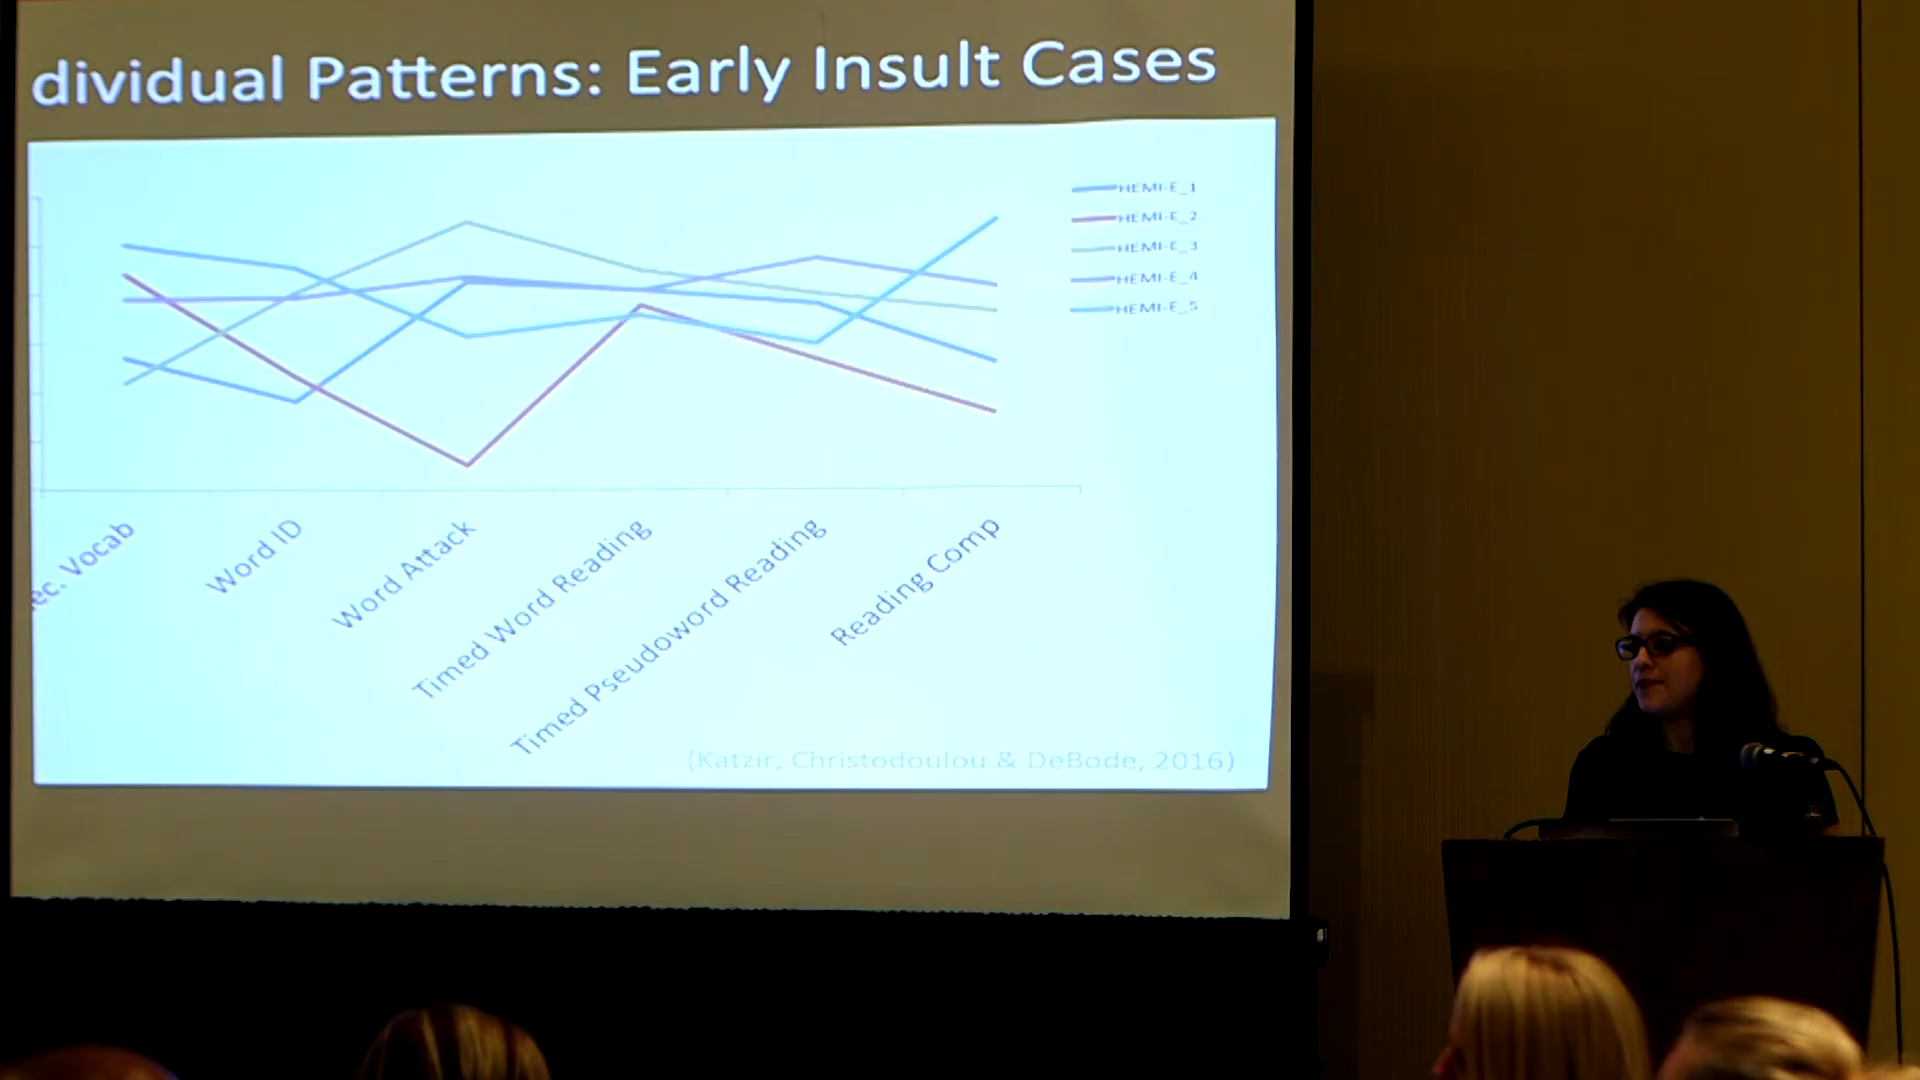 dividual Patterns: Early Insult Cases
HEMI-E_1
HEMI-E_2
HEMI-E_3
HEMI-E_4
HEMI-E_5
ec. Vocab
Word ID
Word Attack
Timed Word Reading
Timed Pseudoword Reading
Reading Comp
(Katzir, Christodoulou & DeBode, 2016)